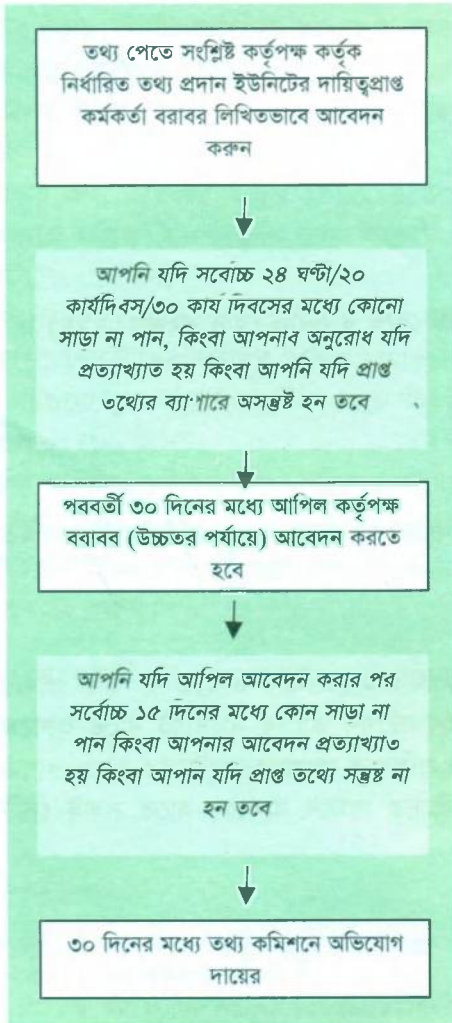 তথ্য পেতে সংশ্লিষ্ট কর্তৃপক্ষ কর্তৃক
নির্ধারিত তথ্য প্রদান ইউনিটের দায়িত্বপ্রাপ্ত
কর্মকর্তা বরাবর লিখিতভাবে আবেদন
করুন
আপনি যদি সর্বোচ্চ ২৪ ঘণ্টা/২০
কার্যদিবস/৩০ কায দিবসের মধ্যে কোনো
সাড়া না পান, কিংবা আপনাব অনুরোধ যদি
প্রত্যাখ্যাত হয় কিংবা আপনি যদি প্রাপ্ত
তথ্যের ব্যাপারে অসন্তুষ্ট হন তবে
পববর্তী ৩০ দিনের মধ্যে আপিল কর্তৃপক্ষ
ববাবব (উচ্চতর পর্যায়ে) আবেদন করতে
হবে
আপনি যদি আপিল আবেদন করার পর
সর্বোচ্চ ১৫ দিনের মধ্যে কোন সাড়া না
পান কিংবা আপনার আবেদন প্রত্যাখ্যাত
হয় কিংবা আপান যদি প্রাপ্ত তথ্যে সন্তুষ্ট না
হন তবে
৩০ দিনের মধ্যে তথ্য কমিশনে অভিযোগ
দায়ের